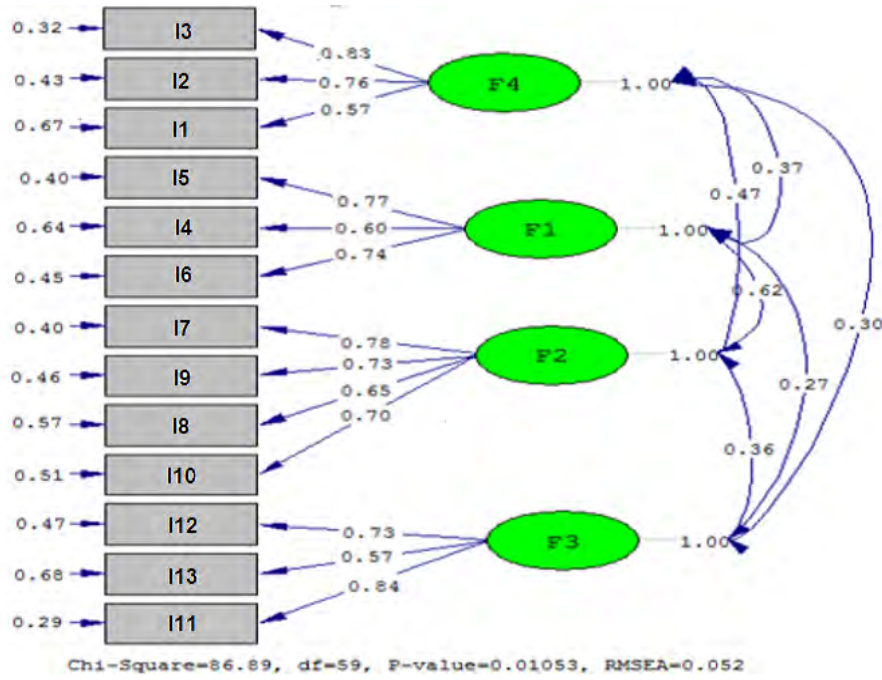 0.32 I3
0.83
0.43 I2 0.76 F4 1.00
0.57
0.67 I1
0.37
0.40 I5
0.77 0.47
0.64 I4 0.60 F1 1.00
0.74
0.45 I6
0.62
0.40 I7
0.78 0.30
0.46 I9 0.73 F2 1.00
0.65 0.27
0.57 I8
0.70
0.36
0.51 I10
0.47 I12
0.73 F3 1.00
0.57
0.68 I13
0.84
0.29 I11
Chi-Square=86.89, df=59, P-value=0.01053, RMSEA=0.052